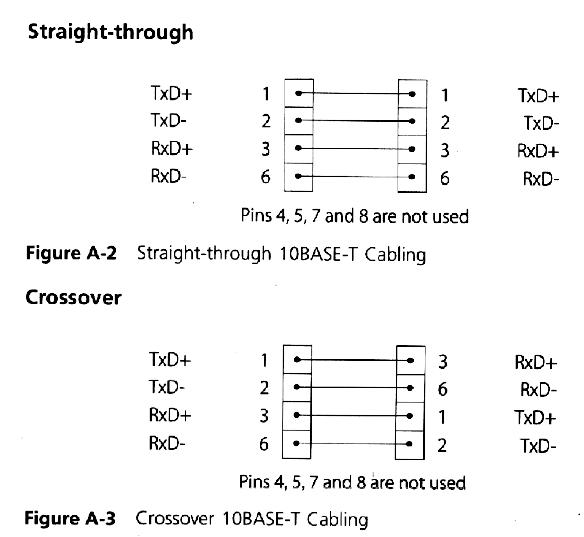 Straight-through
TxD+ 1 1 TxD+
TxD- 2 2 TxD-
RxD+ 3 3 RxD+
RxD- 6 6 RxD-
Pins 4, 5, 7 and 8 are not used
Figure A-2 Straight-through 10BASE-T Cabling
Crossover
TxD+ 1 3 RxD+
TxD- 2 6 RxD-
RxD+ 3 1 TxD+
RxD- 6 2 TxD-
Pins 4, 5, 7 and 8 are not used
Figure A-3 Crossover 10BASE-T Cabling